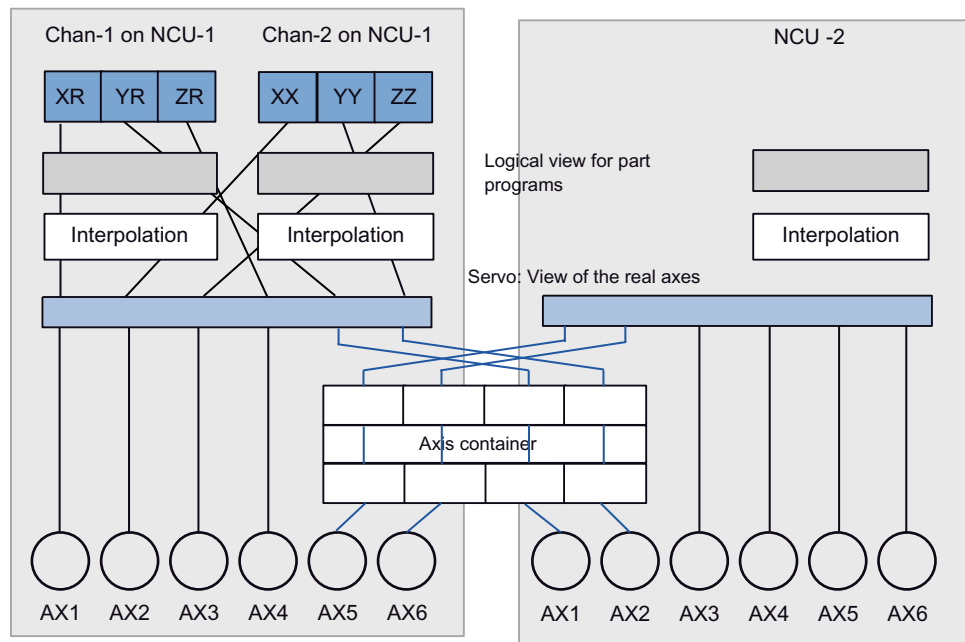 Chan-1 on NCU-1
Chan-2 on NCU-1
NCU -2
XR YR ZR
XX YY ZZ
Logical view for part
programs
Interpolation
Interpolation
Interpolation
Servo: View of the real axes
Axis container
AX1 AX2 AX3 AX4 AX5 AX6
AX1 AX2 AX3 AX4 AX5 AX6